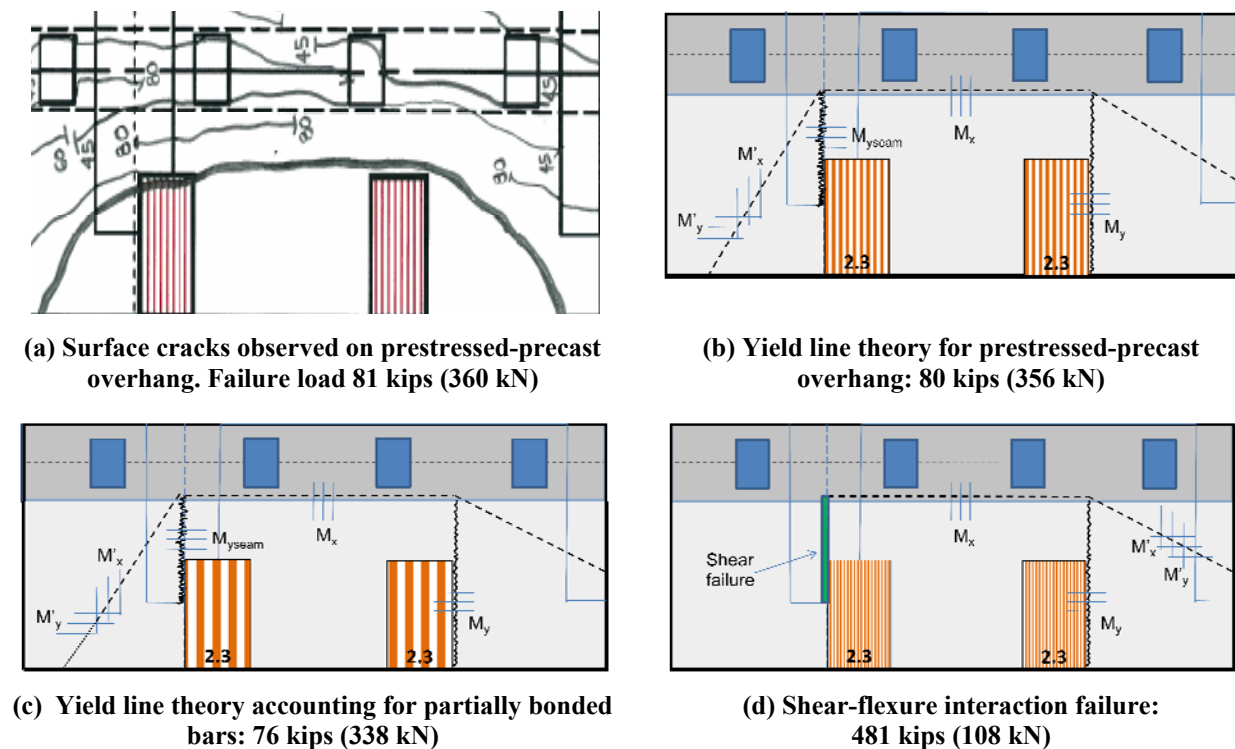 45
80
45
60
45
80
80
80
45
45
(a) Surface cracks observed on prestressed-precast
overhang. Failure load 81 kips (360 kN)
M'x
M'y
Myseam
Mx
My
2.3
2.3
(b) Yield line theory for prestressed-precast
overhang: 80 kips (356 kN)
M'x
M'y
Myseam
Mx
My
2.3
2.3
(c) Yield line theory accounting for partially bonded
bars: 76 kips (338 kN)
Shear
failure
Mx
M'x
M'y
My
2.3
2.3
(d) Shear-flexure interaction failure:
481 kips (108 kN)